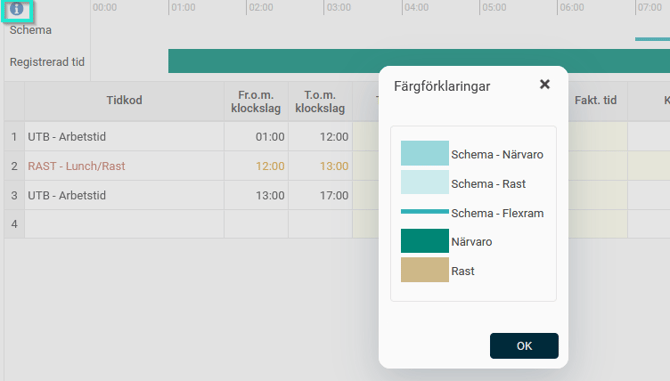 00:00 01:00 02:00 03:00 04:00 05:00 06:00 07:00
Schema
Registrerad tid
Färgförklaringar
Tidkod Fr.o.m. klockslag T.o.m. klockslag T Fakt. tid K
1 UTB - Arbetstid 01:00 12:00
2 RAST - Lunch/Rast 12:00 13:00
3 UTB - Arbetstid 13:00 17:00
4
Schema - Närvaro
Schema - Rast
Schema - Flexram
Närvaro
Rast
OK